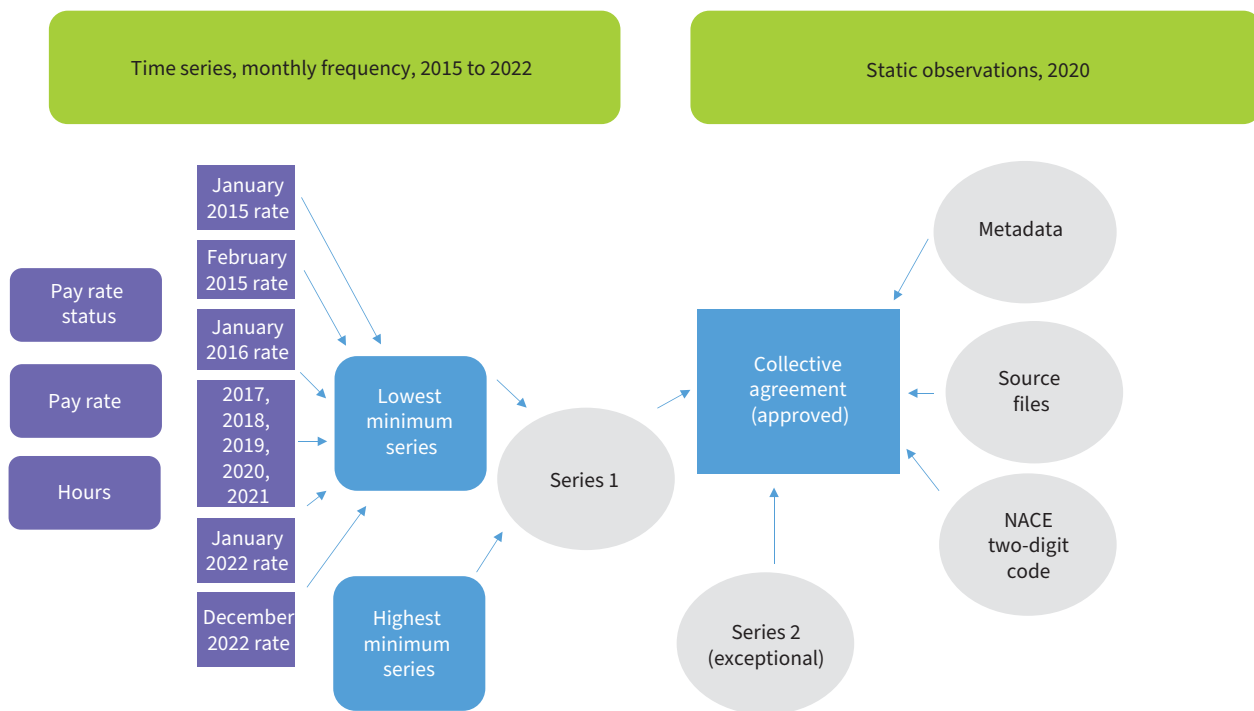 Time series, monthly frequency, 2015 to 2022
Static observations, 2020
Pay rate
status
Pay rate
Hours
January
2015 rate
February
2015 rate
January
2016 rate
2017,
2018,
2019,
2020,
2021
January
2022 rate
December
2022 rate
Lowest
minimum
series
Highest
minimum
series
Series 1
Collective
agreement
(approved)
Series 2
(exceptional)
Metadata
Source
files
NACE
two-digit
code